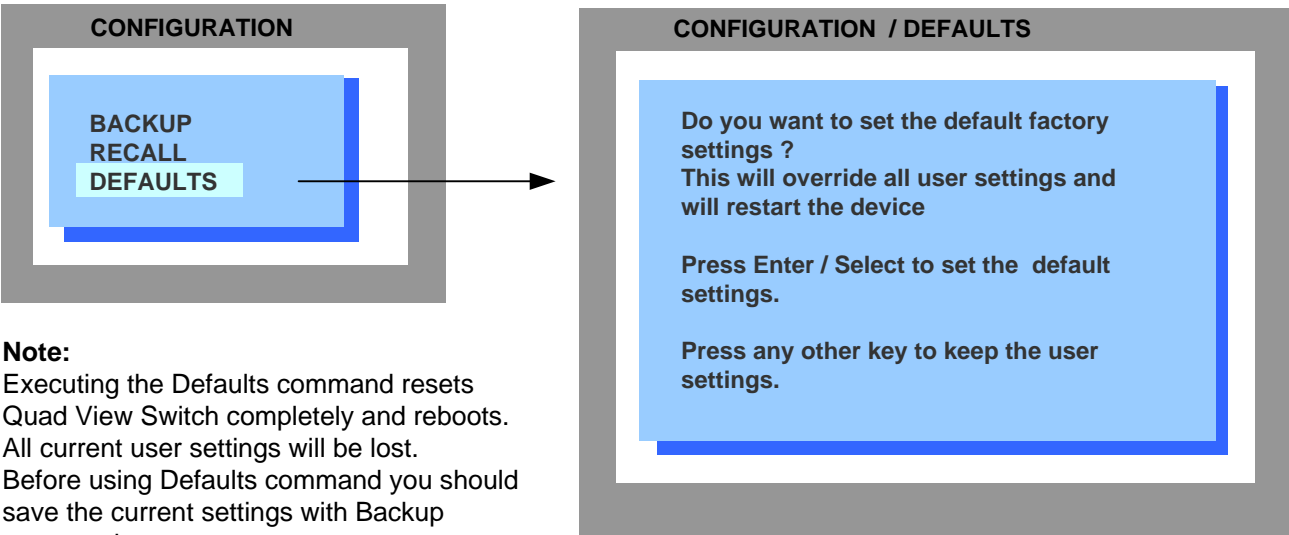 CONFIGURATION
BACKUP
RECALL
DEFAULTS
Note:
Executing the Defaults command resets
Quad View Switch completely and reboots.
All current user settings will be lost.
Before using Defaults command you should
save the current settings with Backup
CONFIGURATION / DEFAULTS
Do you want to set the default factory
settings ?
This will override all user settings and
will restart the device
Press Enter / Select to set the default
settings.
Press any other key to keep the user
settings.